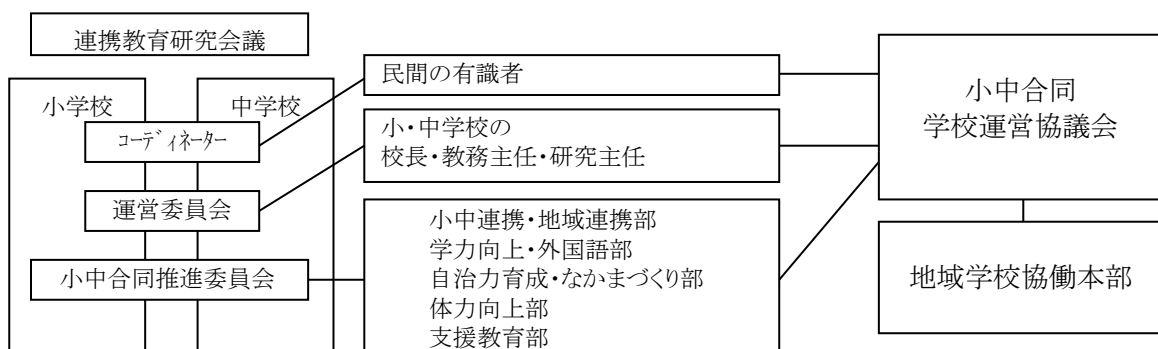 連携教育研究会議
小学校
中学校
コーディネーター
運営委員会
小中合同推進委員会
民間の有識者
小・中学校の
校長・教務主任・研究主任
小中連携・地域連携部
学力向上・外国語部
自治力育成・なかまづくり部
体力向上部
支援教育部
小中合同
学校運営協議会
地域学校協働本部